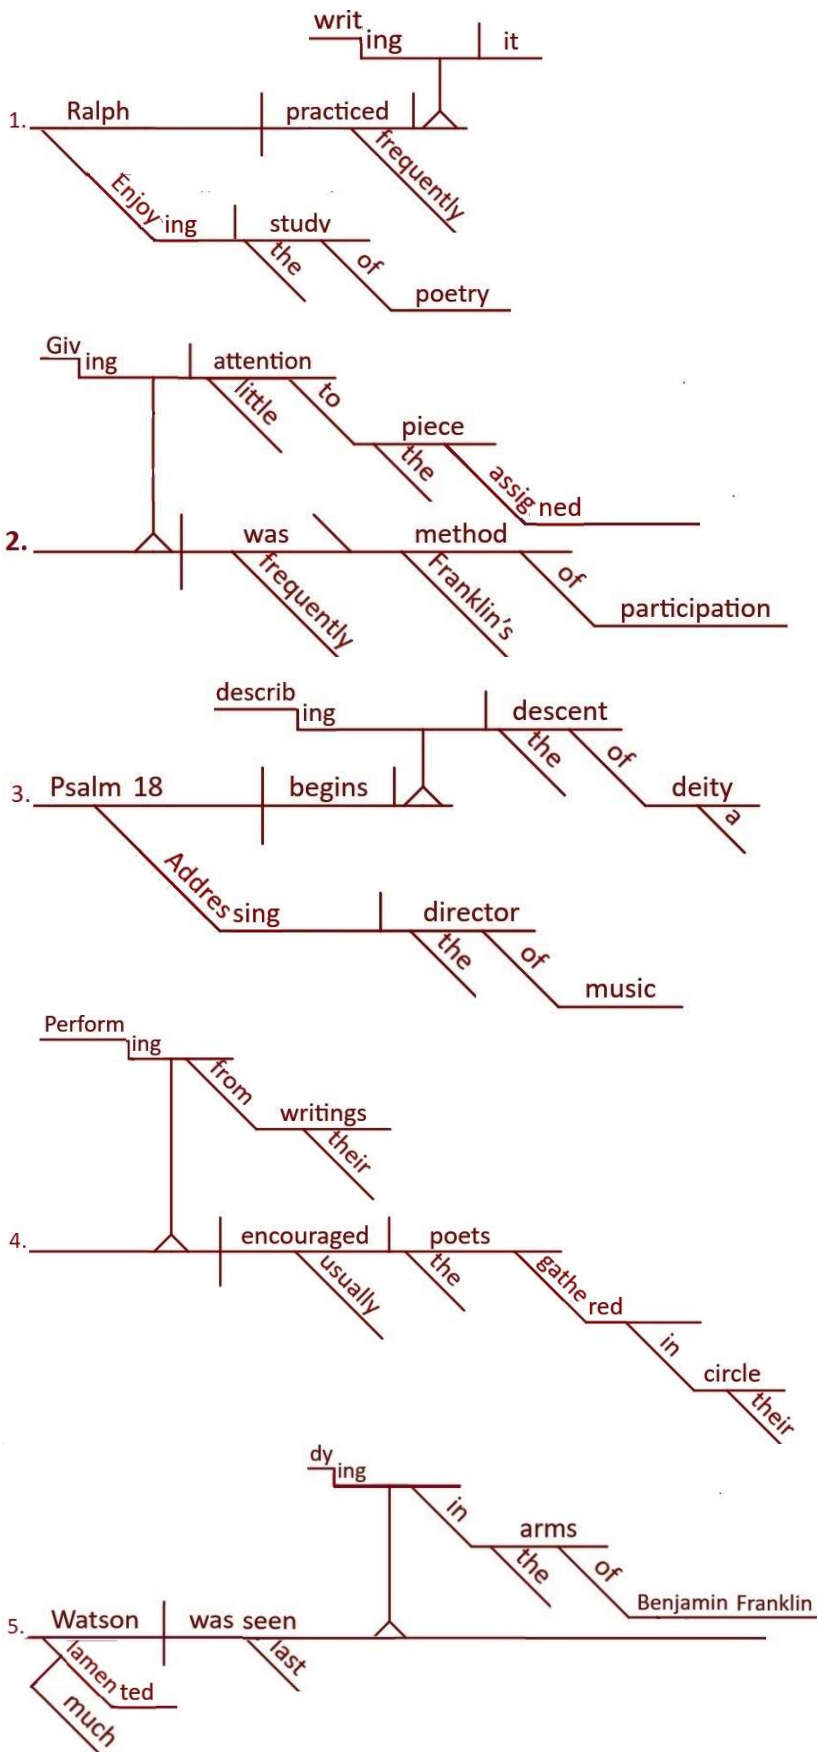 writ
ing it
1. Ralph practiced
frequently
Enjoy ing studv
the of
poetry
Giv
ing attention
little to
piece
the assig ned
2. was method
frequently Franklin's of
participation
describ
ing descent
the of
3. Psalm 18 begins deity
a
Addres sing director
the of
music
Perform
ing
from
writings
their
4. encouraged poets
usually the gathe red
in
circle
their
dy
ing
in arms
the of
Benjamin Franklin
5. Watson was seen
lamen ted last
much